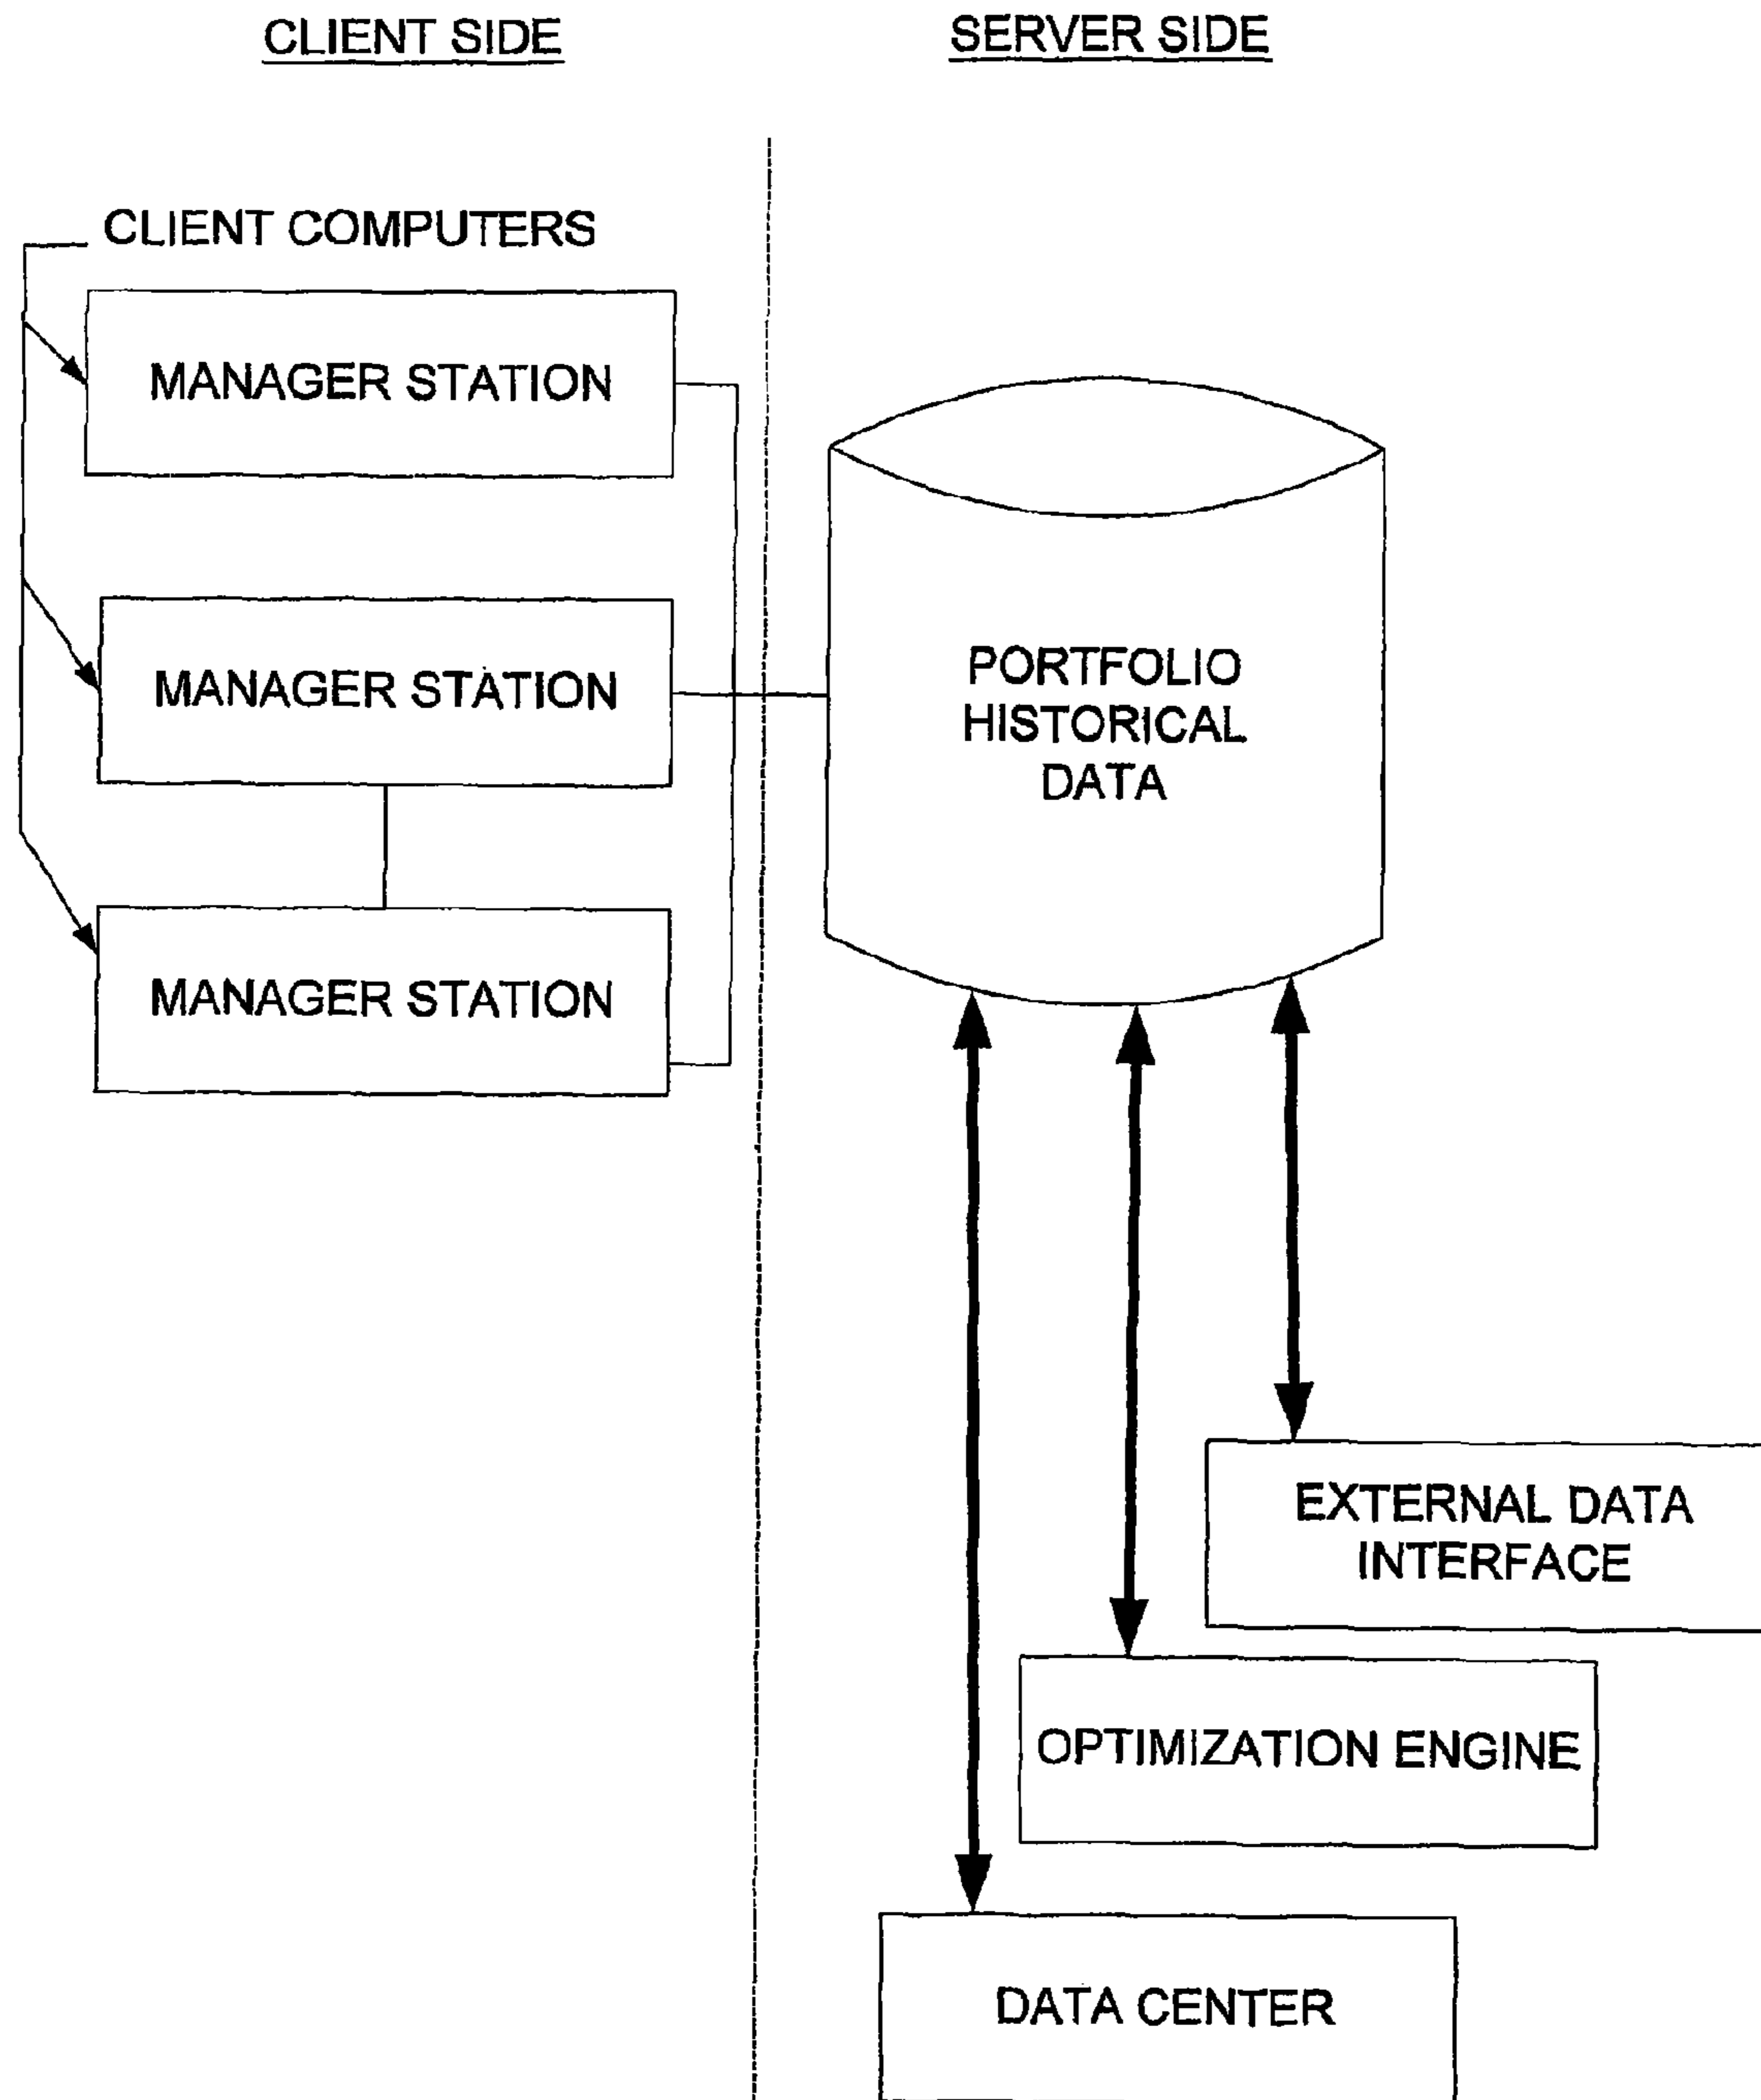 CLIENT SIDE
SERVER SIDE
CLIENT COMPUTERS
MANAGER STATION
MANAGER STATION
MANAGER STATION
PORTFOLIO
HISTORICAL
DATA
EXTERNAL DATA
INTERFACE
OPTIMIZATION ENGINE
DATA CENTER